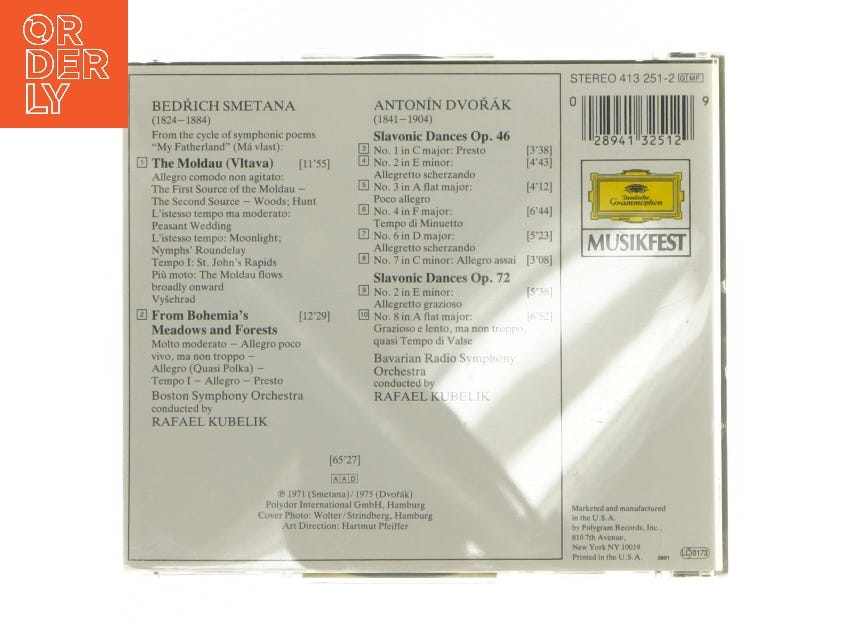 OR
DER
LY
BEDŘICH SMETANA
(1824–1884)
From the cycle of symphonic poems
“My Fatherland” (Má vlast):
1 The Moldau (Vltava) [11'55]
Allegro comodo non agitato:
The First Source of the Moldau –
The Second Source – Woods; Hunt
L'istesso tempo ma moderato:
Peasant Wedding
L'istesso tempo: Moonlight;
Nymphs' Roundelay
Tempo I: St. John's Rapids
Più moto: The Moldau flows
broadly onward
Vyšehrad
2 From Bohemia's [12'29]
Meadows and Forests
Molto moderato – Allegro poco
vivo, ma non troppo –
Allegro (Quasi Polka) –
Tempo I – Allegro – Presto
Boston Symphony Orchestra
conducted by
RAFAEL KUBELIK
ANTONÍN DVOŘÁK
(1841–1904)
Slavonic Dances Op. 46
3 No. 1 in C major: Presto [3'38]
4 No. 2 in E minor: [4'43]
Allegretto scherzando
5 No. 3 in A flat major: [4'12]
Poco allegro
6 No. 4 in F major: [6'44]
Tempo di Minuetto
7 No. 6 in D major: [5'23]
Allegretto scherzando
8 No. 7 in C minor: Allegro assai [3'08]
Slavonic Dances Op. 72
9 No. 2 in E minor: [5'38]
Allegretto grazioso
10 No. 8 in A flat major: [6'52]
Grazioso e lento, ma non troppo,
quasi Tempo di Valse
Bavarian Radio Symphony
Orchestra
conducted by
RAFAEL KUBELIK
[65'27]
AAD
℗ 1971 (Smetana) / 1975 (Dvořák)
Polydor International GmbH, Hamburg
Cover Photo: Wolter / Strindberg, Hamburg
Art Direction: Hartmut Pfeiffer
STEREO 413 251-2 GMF
0 28941 32512 9
Deutsche
Grammophon
MUSIKFEST
Marketed and manufactured
in the U.S.A.
by Polygram Records, Inc.,
810 7th Avenue,
New York NY 10019
Printed in the U.S.A.
LC 0173